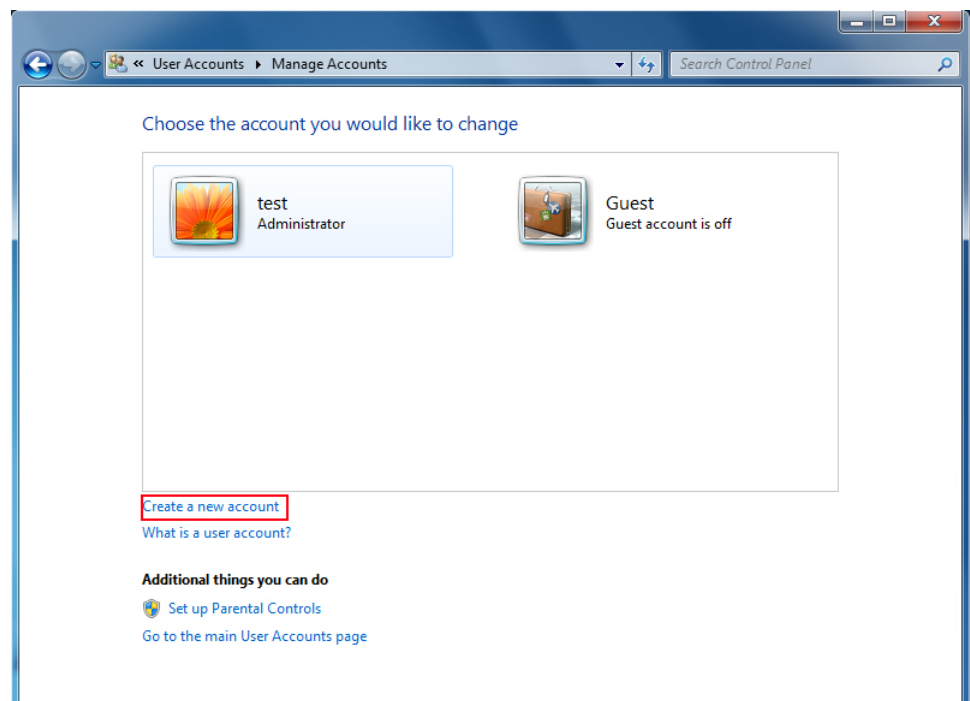 « User Accounts ▸ Manage Accounts
Search Control Panel
Choose the account you would like to change
test
Administrator
Guest
Guest account is off
Create a new account
What is a user account?
Additional things you can do
Set up Parental Controls
Go to the main User Accounts page